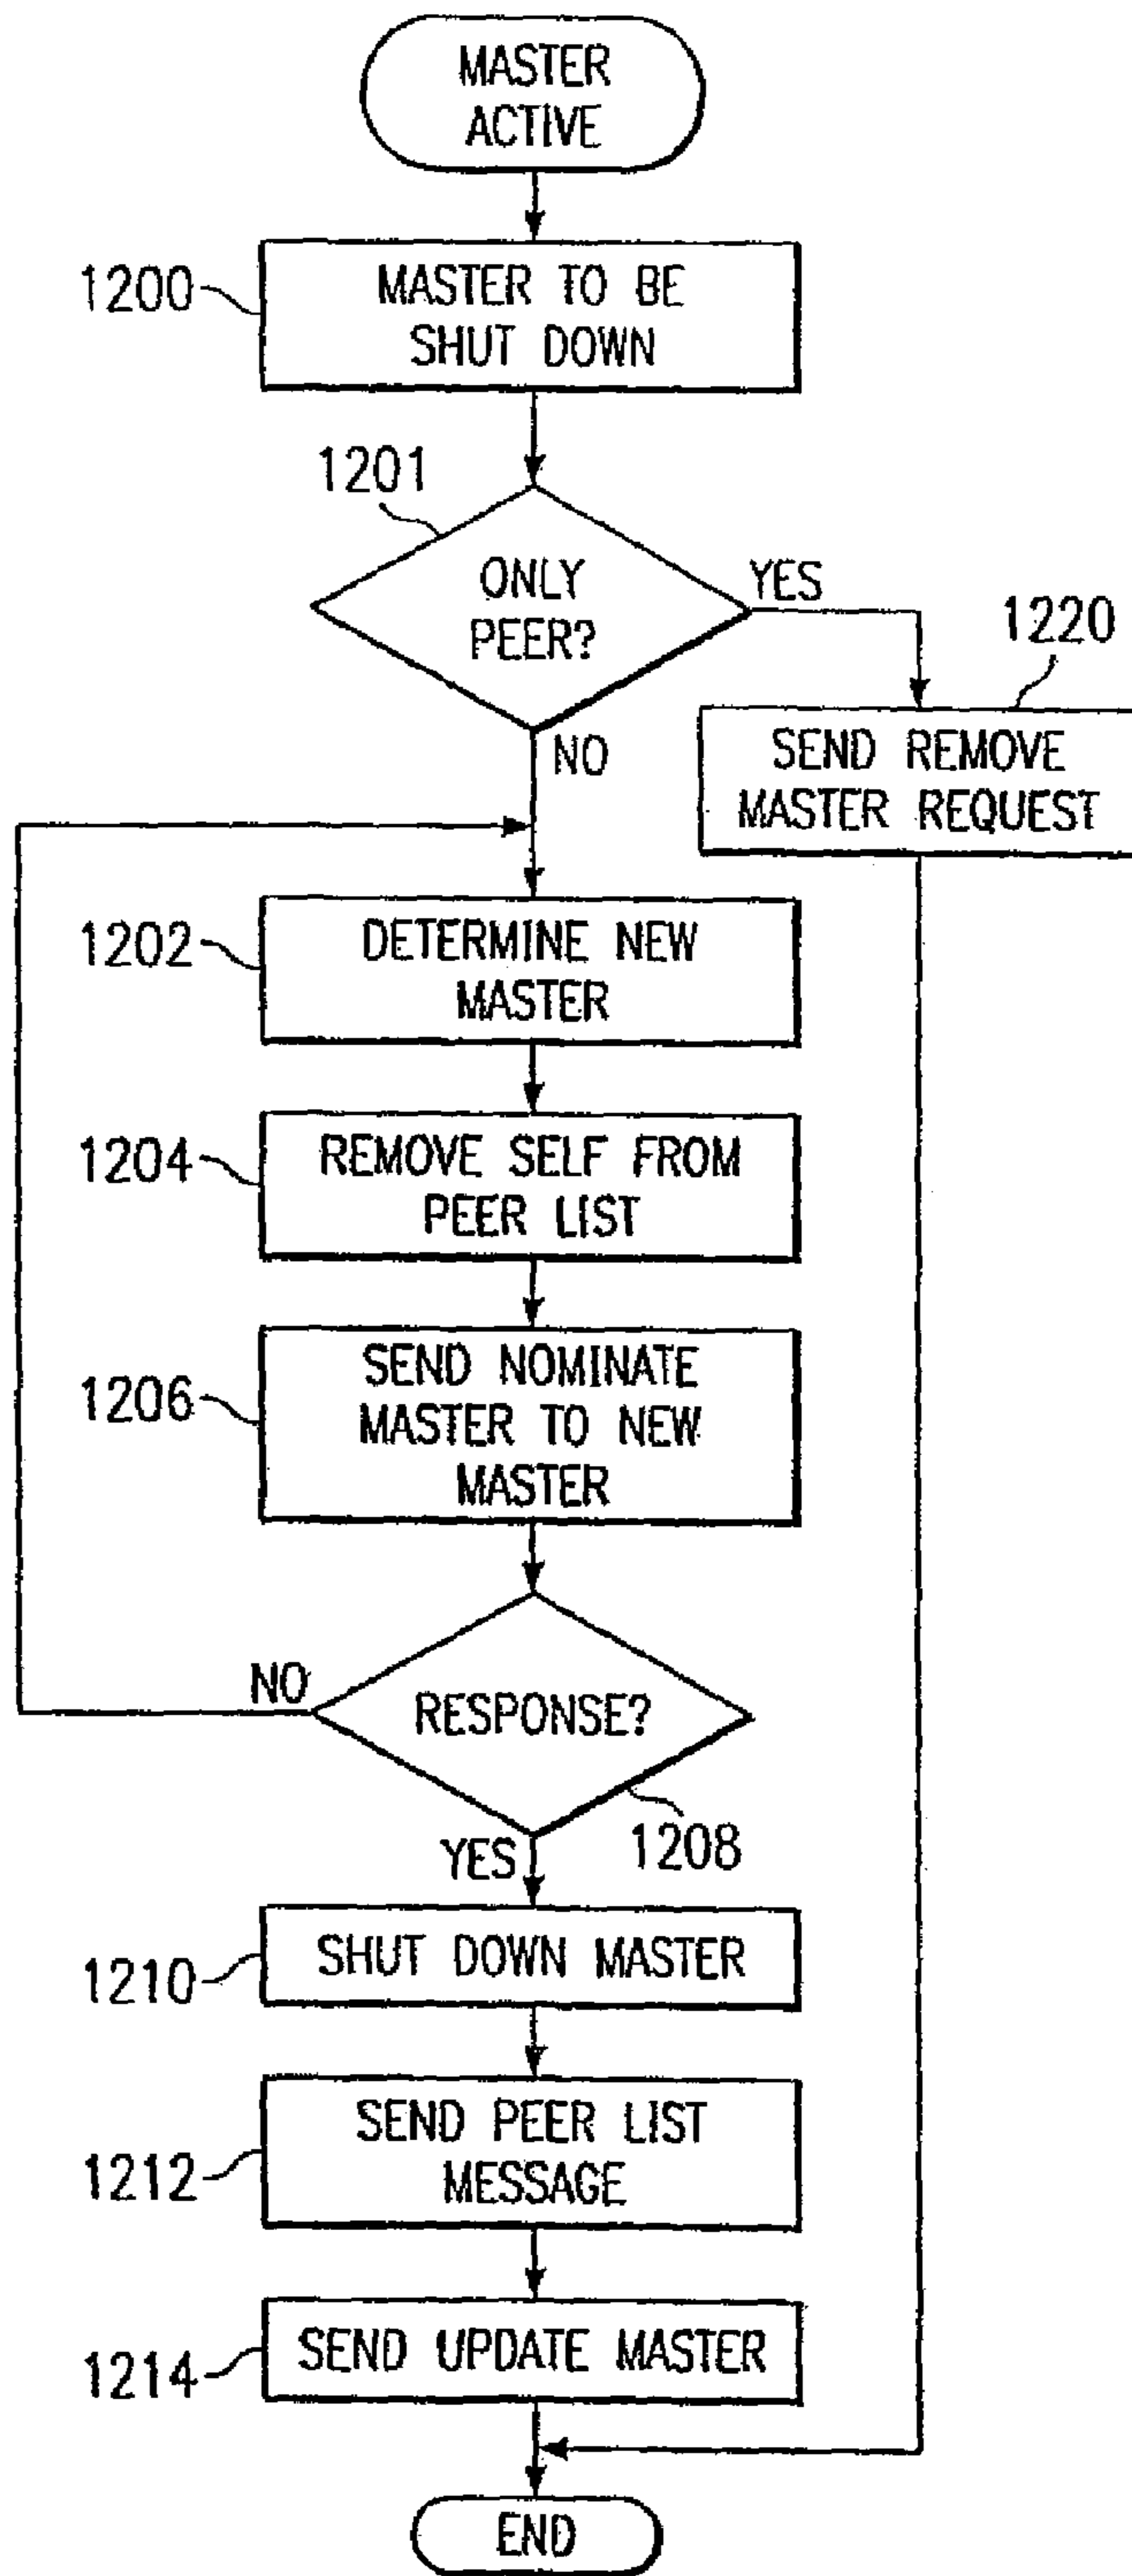 MASTER
ACTIVE
1200
MASTER TO BE
SHUT DOWN
1201
ONLY
PEER?
YES
1220
NO
SEND REMOVE
MASTER REQUEST
1202
DETERMINE NEW
MASTER
1204
REMOVE SELF FROM
PEER LIST
1206
SEND NOMINATE
MASTER TO NEW
MASTER
NO
RESPONSE?
YES
1208
1210
SHUT DOWN MASTER
1212
SEND PEER LIST
MESSAGE
1214
SEND UPDATE MASTER
END